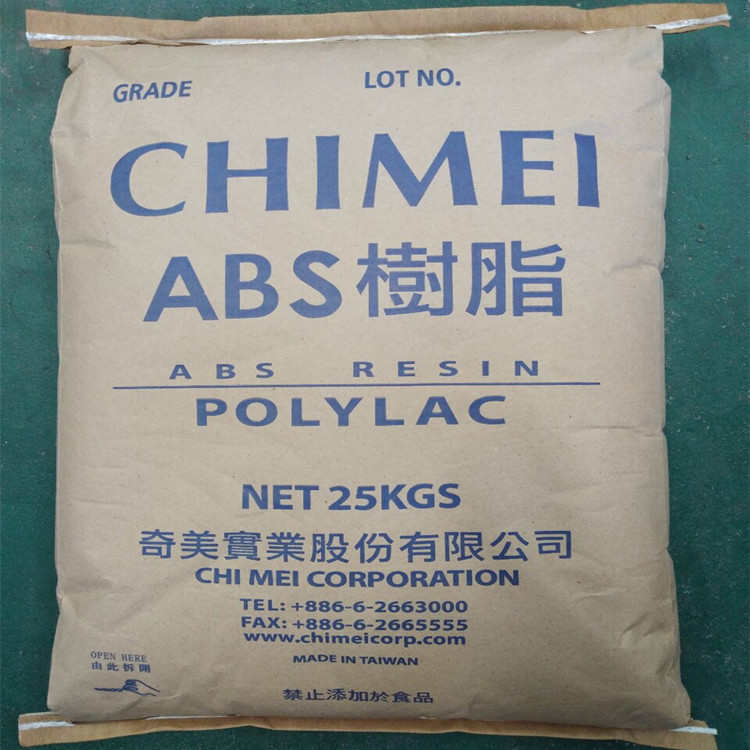 GRADE LOT NO.
CHIMEI
ABS樹脂
ABS RESIN
POLYLAC
NET 25KGS
奇美實業股份有限公司
CHI MEI CORPORATION
TEL: +886-6-2663000
FAX: +886-6-2665555
www.chimeicorp.com
MADE IN TAIWAN
OPEN HERE
由此拆開
禁止添加於食品